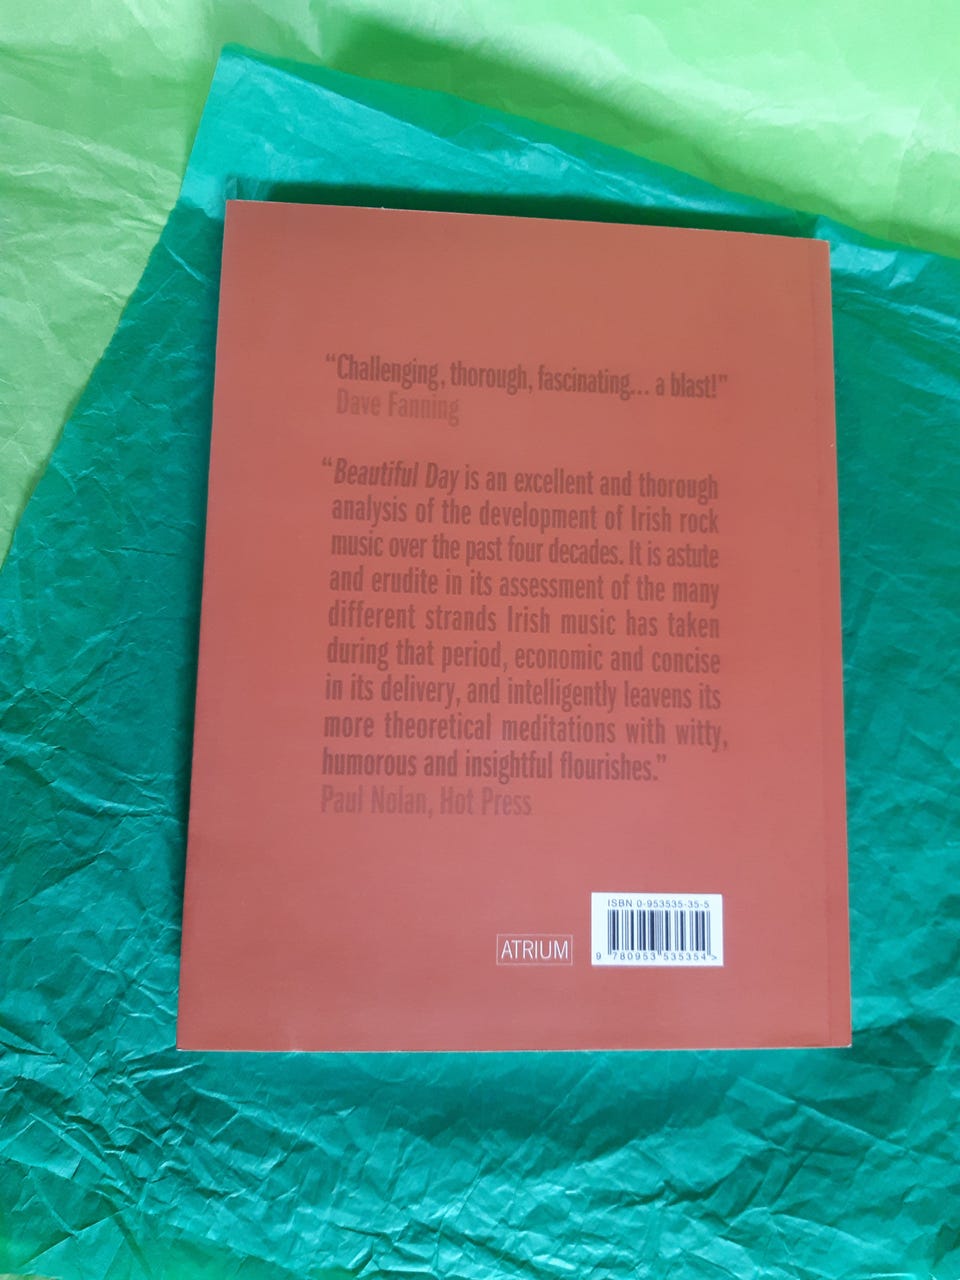 “Challenging, thorough, fascinating... a blast!”
Dave Fanning
“Beautiful Day is an excellent and thorough
analysis of the development of Irish rock
music over the past four decades. It is astute
and erudite in its assessment of the many
different strands Irish music has taken
during that period, economic and concise
in its delivery, and intelligently leavens its
more theoretical meditations with witty,
humorous and insightful flourishes.”
Paul Nolan, Hot Press
ISBN 0-953535-35-5
ATRIUM
9 780953 535354 >